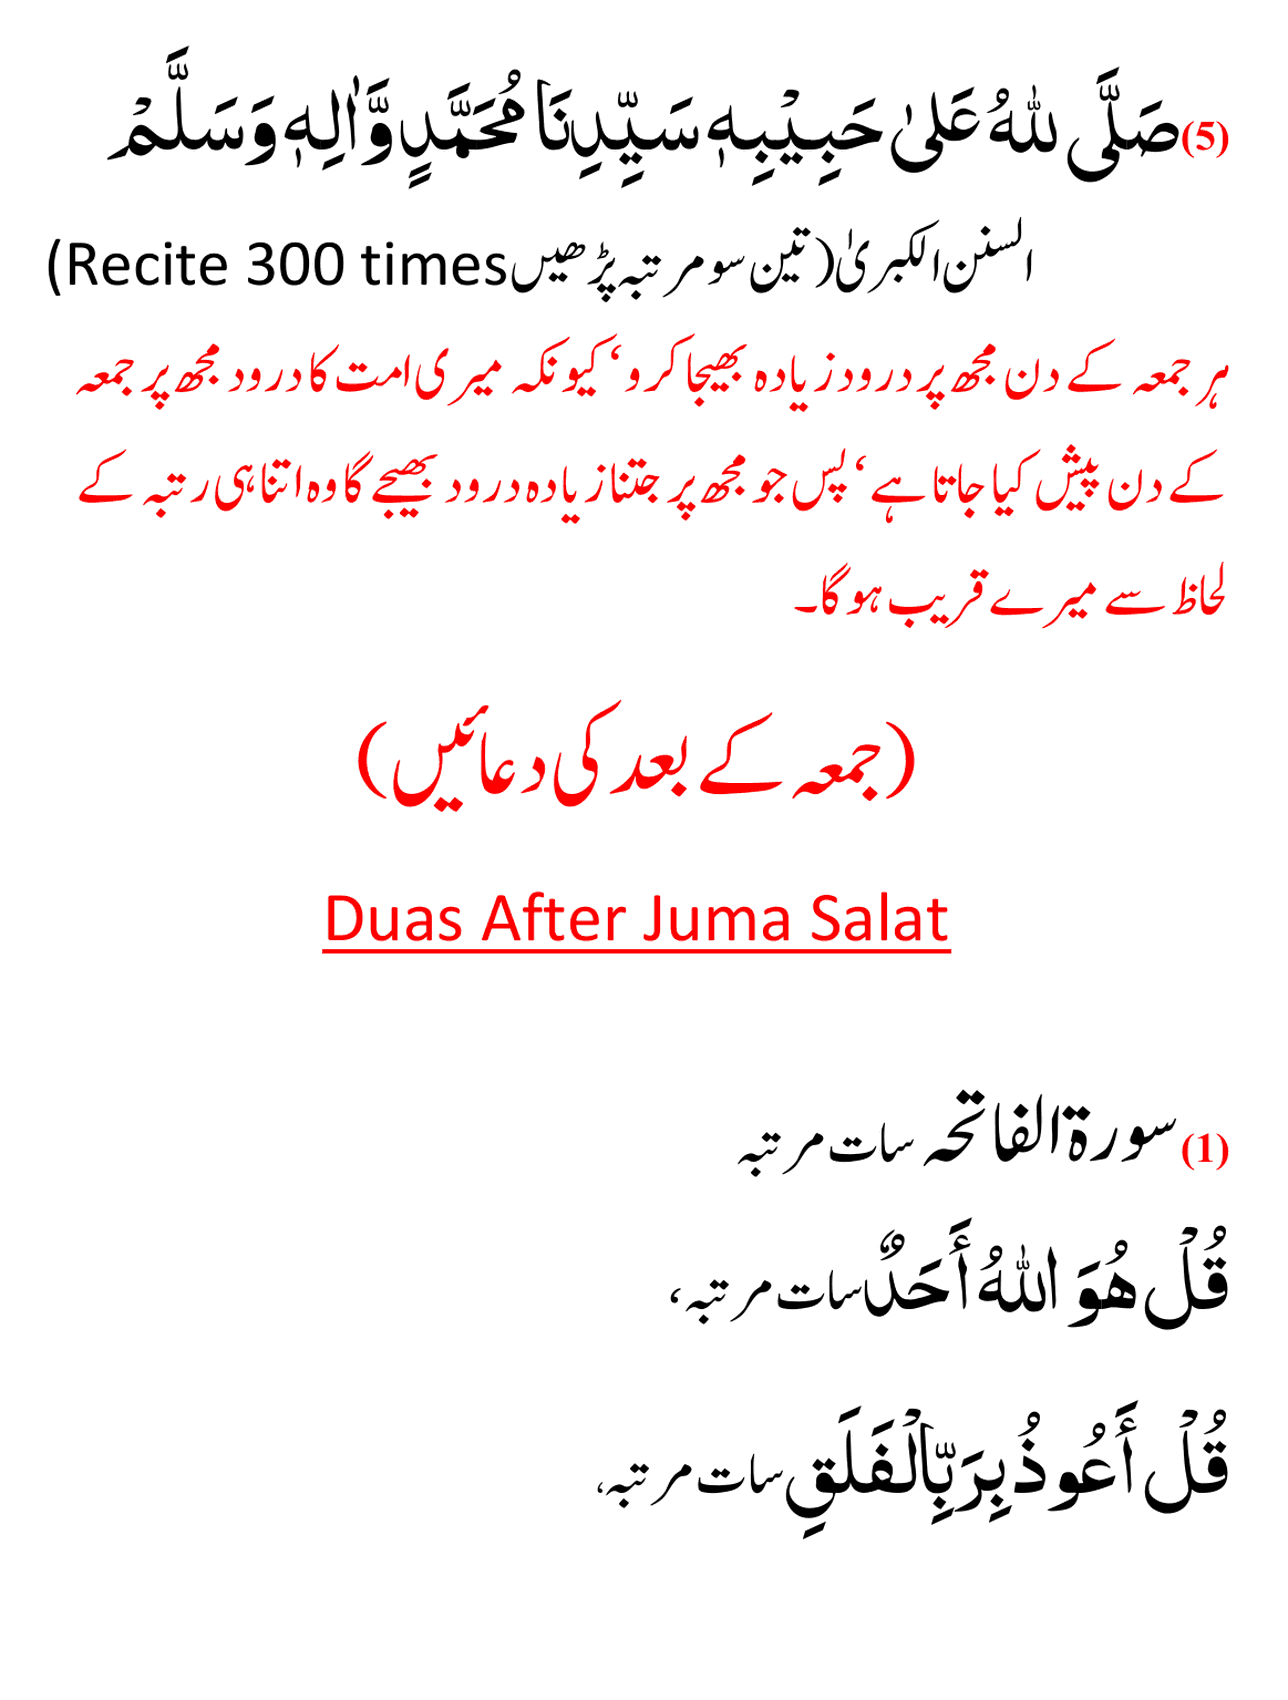 (5) صَلَّی للہُ عَلیٰ حَبِیْبِہٖ سَیِّدِنَا مُحَمَّدٍ وَّاٰلِہٖ وَسَلَّمْ
السنن الکبریٰ (تین سو مرتبہ پڑھیں Recite 300 times)
ہر جمعہ کے دن مجھ پر درود زیادہ بھیجا کرو‘ کیونکہ میری امت کا درود مجھ پر جمعہ
کے دن پیش کیا جاتا ہے‘ پس جو مجھ پر جتنا زیادہ درود بھیجے گا وہ اتنا ہی رتبہ کے
لحاظ سے میرے قریب ہو گا۔
(جمعہ کے بعد کی دعائیں)
Duas After Juma Salat
(1) سورۃ الفاتحہ سات مرتبہ
قُلْ هُوَ اللہُ أَحَدٌ سات مرتبہ،
قُلْ أَعُوذُ بِرَبِّ الْفَلَقِ سات مرتبہ،